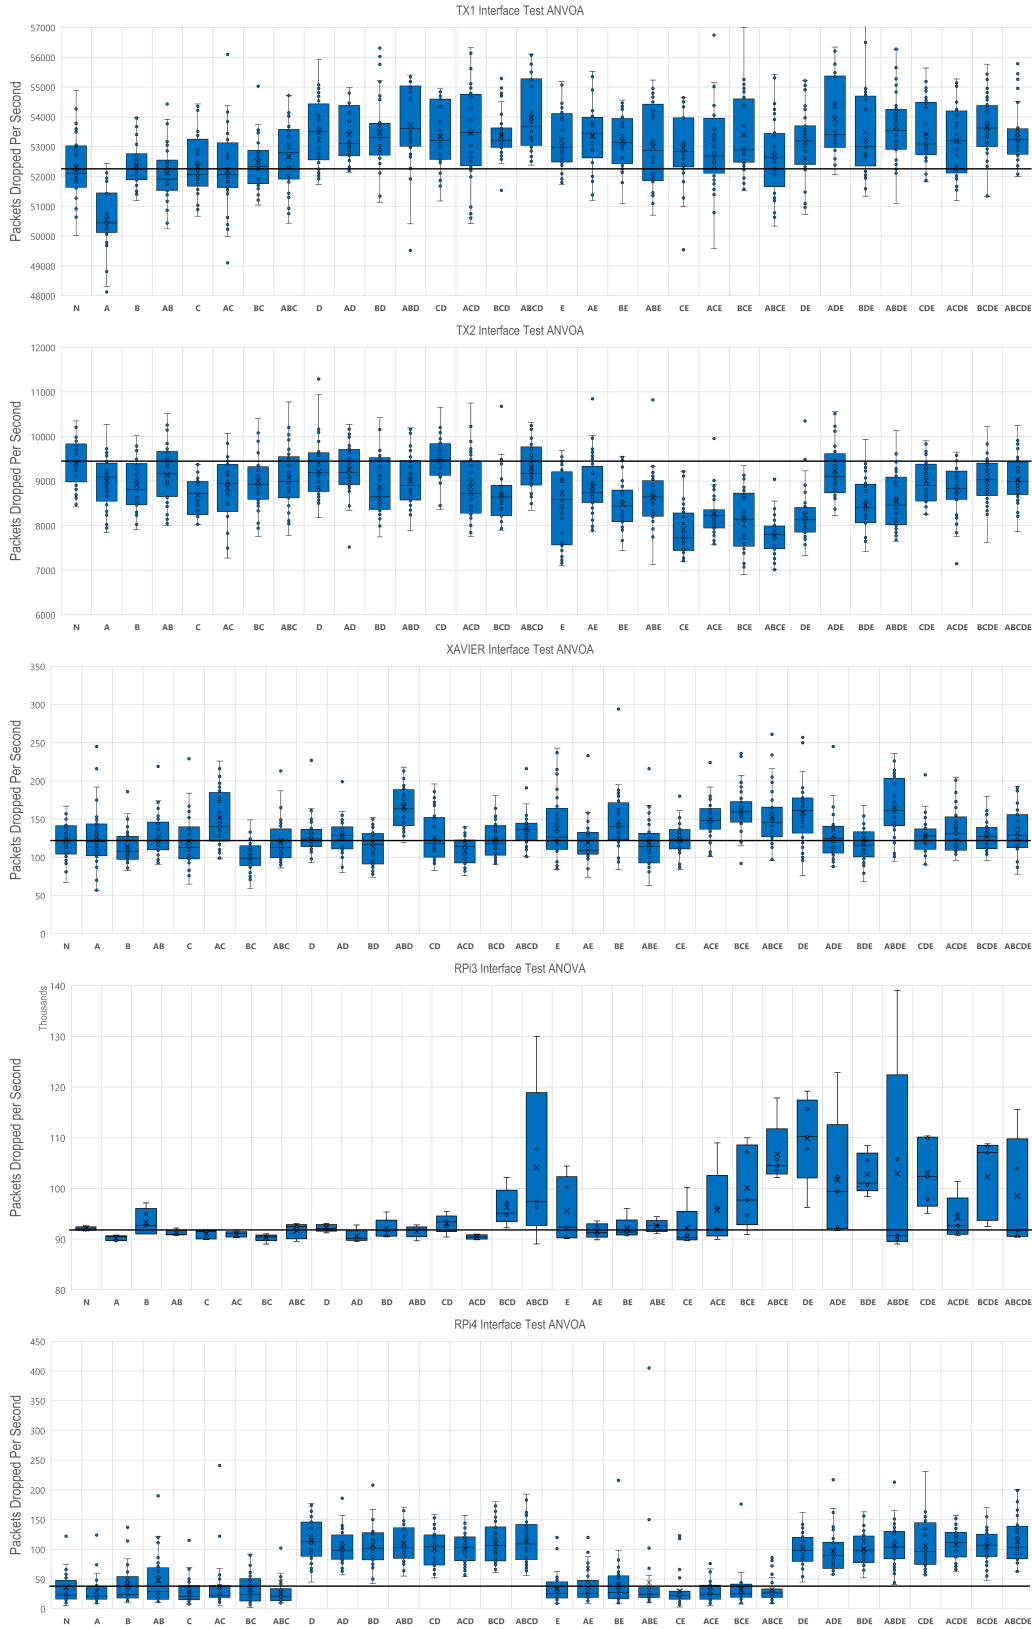 TX1 Interface Test ANVOA
Packets Dropped Per Second
57000
56000
55000
54000
53000
52000
51000
50000
49000
48000
N A B AB C AC BC ABC D AD BD ABD CD ACD BCD ABCD E AE BE ABE CE ACE BCE ABCE DE ADE BDE ABDE CDE ACDE BCDE ABCDE
TX2 Interface Test ANVOA
Packets Dropped Per Second
12000
11000
10000
9000
8000
7000
6000
N A B AB C AC BC ABC D AD BD ABD CD ACD BCD ABCD E AE BE ABE CE ACE BCE ABCE DE ADE BDE ABDE CDE ACDE BCDE ABCDE
XAVIER Interface Test ANVOA
Packets Dropped Per Second
350
300
250
200
150
100
50
0
N A B AB C AC BC ABC D AD BD ABD CD ACD BCD ABCD E AE BE ABE CE ACE BCE ABCE DE ADE BDE ABDE CDE ACDE BCDE ABCDE
RPi3 Interface Test ANOVA
Packets Dropped per Second
Thousands
140
130
120
110
100
90
80
N A B AB C AC BC ABC D AD BD ABD CD ACD BCD ABCD E AE BE ABE CE ACE BCE ABCE DE ADE BDE ABDE CDE ACDE BCDE ABCDE
RPi4 Interface Test ANVOA
Packets Dropped Per Second
450
400
350
300
250
200
150
100
50
0
N A B AB C AC BC ABC D AD BD ABD CD ACD BCD ABCD E AE BE ABE CE ACE BCE ABCE DE ADE BDE ABDE CDE ACDE BCDE ABCDE